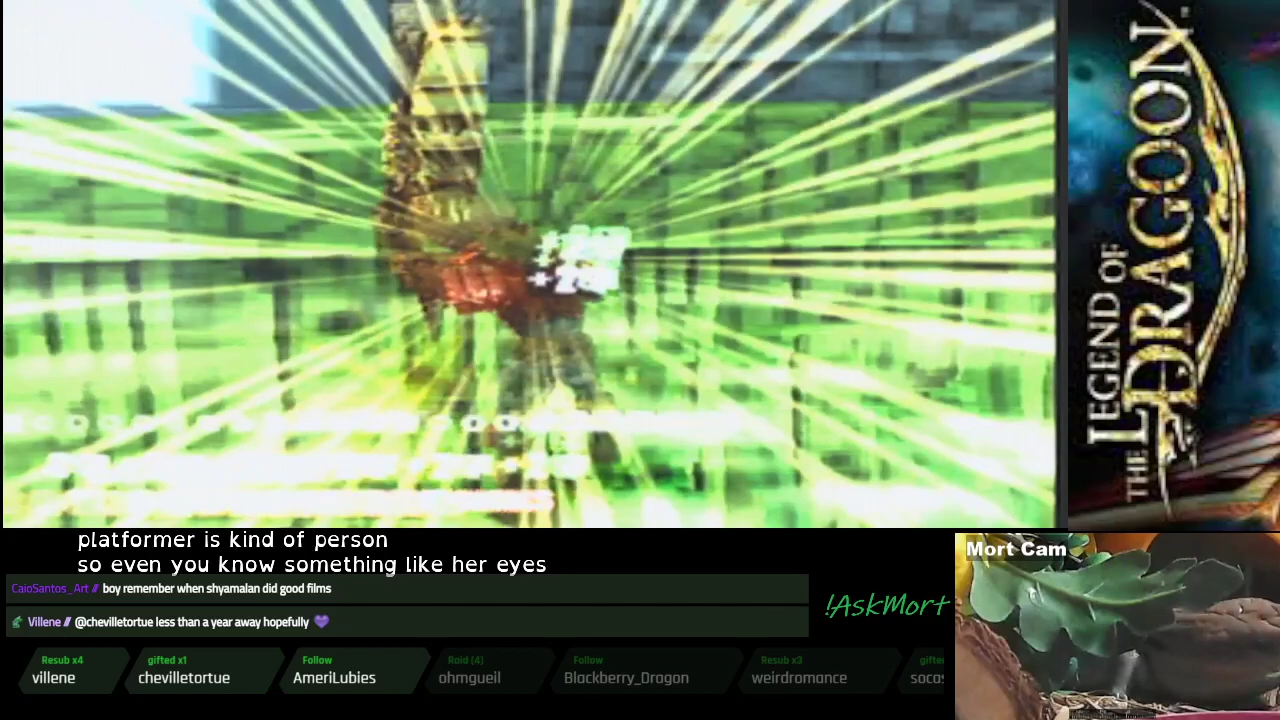 THE LEGEND OF DRAGOON
platformer is kind of person
so even you know something like her eyes
CaioSantos_Art // boy remember when shyamalan did good films
Villene // @chevilletortue less than a year away hopefully 💜
!AskMort
Mort Cam
Resub x4
villene
gifted x1
chevilletortue
Follow
AmeriLubies
Raid (4)
ohmgueil
Follow
Blackberry_Dragon
Resub x3
weirdromance
gifte
socos